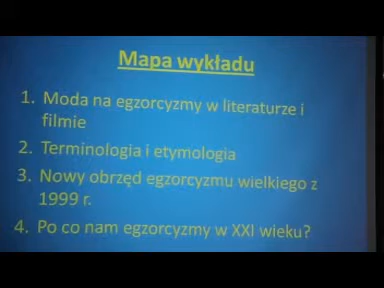 Mapa wykładu
1. Moda na egzorcyzmy w literaturze i
filmie
2. Terminologia i etymologia
3. Nowy obrzęd egzorcyzmu wielkiego z
1999 r.
4. Po co nam egzorcyzmy w XXI wieku?